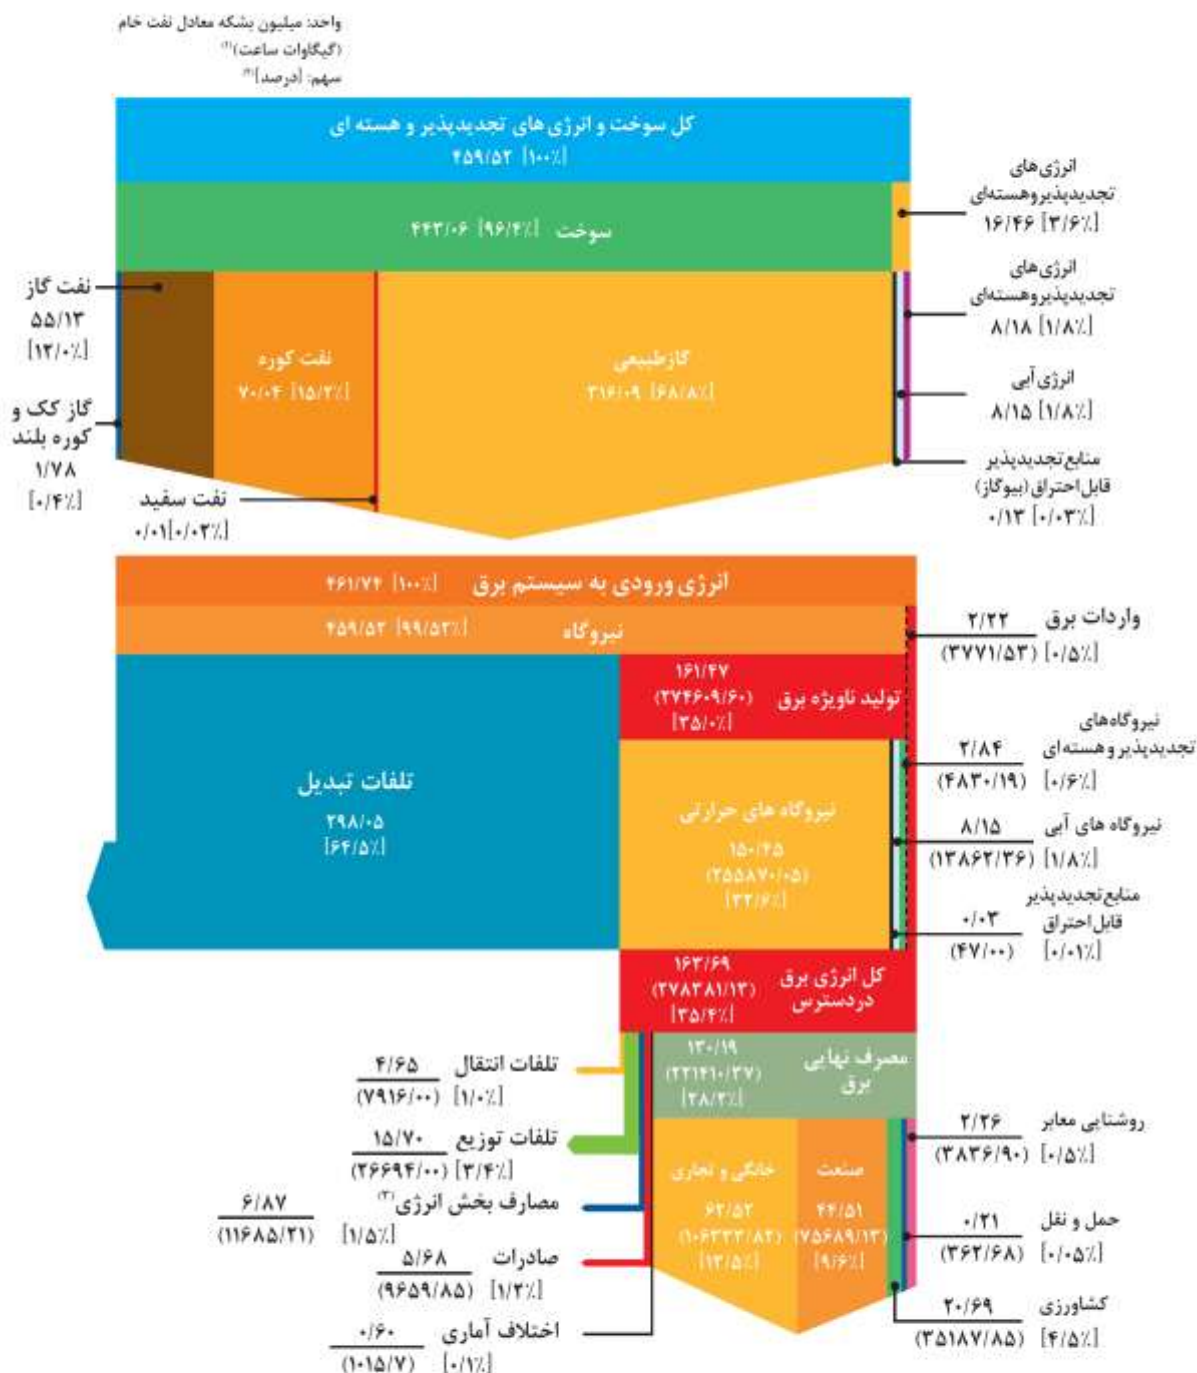 واحد: میلیون بشکه معادل نفت خام
(گیگاوات ساعت)(۱)
سهم: [درصد](۲)
کل سوخت و انرژی های تجدیدپذیر و هسته ای
۴۵۹/۵۲ [۱۰۰٪]
انرژی‌های
تجدیدپذیروهسته‌ای
۱۶/۴۶ [۳/۶٪]
سوخت ۴۴۳/۰۶ [۹۶/۴٪]
انرژی‌های
تجدیدپذیروهسته‌ای
۸/۱۸ [۱/۸٪]
انرژی آبی
۸/۱۵ [۱/۸٪]
منابع تجدیدپذیر
قابل احتراق (بیوگاز)
۰/۱۳ [۰/۰۳٪]
گازطبیعی
۳۱۶/۰۹ [۶۸/۸٪]
نفت کوره
۷۰/۰۴ [۱۵/۲٪]
نفت گاز
۵۵/۱۳
[۱۲/۰٪]
گاز کک و
کوره بلند
۱/۷۸
[۰/۴٪]
نفت سفید
۰/۰۱[۰/۰۲٪]
انرژی ورودی به سیستم برق ۴۶۱/۷۴ [۱۰۰٪]
نیروگاه ۴۵۹/۵۲ [۹۹/۵۲٪]
واردات برق ۲/۲۲
(۳۷۷۱/۵۳) [۰/۵٪]
تولید ناویژه برق
۱۶۱/۴۷
(۲۷۴۶۰۹/۶۰)
[۳۵/۰٪]
نیروگاه‌های
تجدیدپذیروهسته‌ای ۲/۸۴
(۴۸۳۰/۱۹) [۰/۶٪]
نیروگاه های آبی ۸/۱۵
(۱۳۸۶۲/۳۶) [۱/۸٪]
منابع تجدیدپذیر
قابل احتراق ۰/۰۳
(۴۷/۰۰) [۰/۰۱٪]
تلفات تبدیل
۲۹۸/۰۵
[۶۴/۵٪]
نیروگاه های حرارتی
۱۵۰/۴۵
(۲۵۵۸۷۰/۰۵)
[۳۲/۶٪]
کل انرژی برق
دردسترس
۱۶۳/۶۹
(۲۷۸۳۸۱/۱۳)
[۳۵/۴٪]
مصرف نهایی
برق
۱۳۰/۱۹
(۲۲۱۴۱۰/۳۷)
[۲۸/۲٪]
تلفات انتقال ۴/۶۵
(۷۹۱۶/۰۰) [۱/۰٪]
تلفات توزیع ۱۵/۷۰
(۲۶۶۹۴/۰۰) [۳/۴٪]
مصارف بخش انرژی(۳) ۶/۸۷
(۱۱۶۸۵/۲۱) [۱/۵٪]
صادرات ۵/۶۸
(۹۶۵۹/۸۵) [۱/۲٪]
اختلاف آماری ۰/۶۰
(۱۰۱۵/۷) [۰/۱٪]
خانگی و تجاری
۶۲/۵۲
(۱۰۶۳۳۳/۸۲)
[۱۳/۵٪]
صنعت
۴۴/۵۱
(۷۵۶۸۹/۱۳)
[۹/۶٪]
روشنایی معابر ۲/۲۶
(۳۸۳۶/۹۰) [۰/۵٪]
حمل و نقل ۰/۲۱
(۳۶۲/۶۸) [۰/۰۵٪]
کشاورزی ۲۰/۶۹
(۳۵۱۸۷/۸۵) [۴/۵٪]